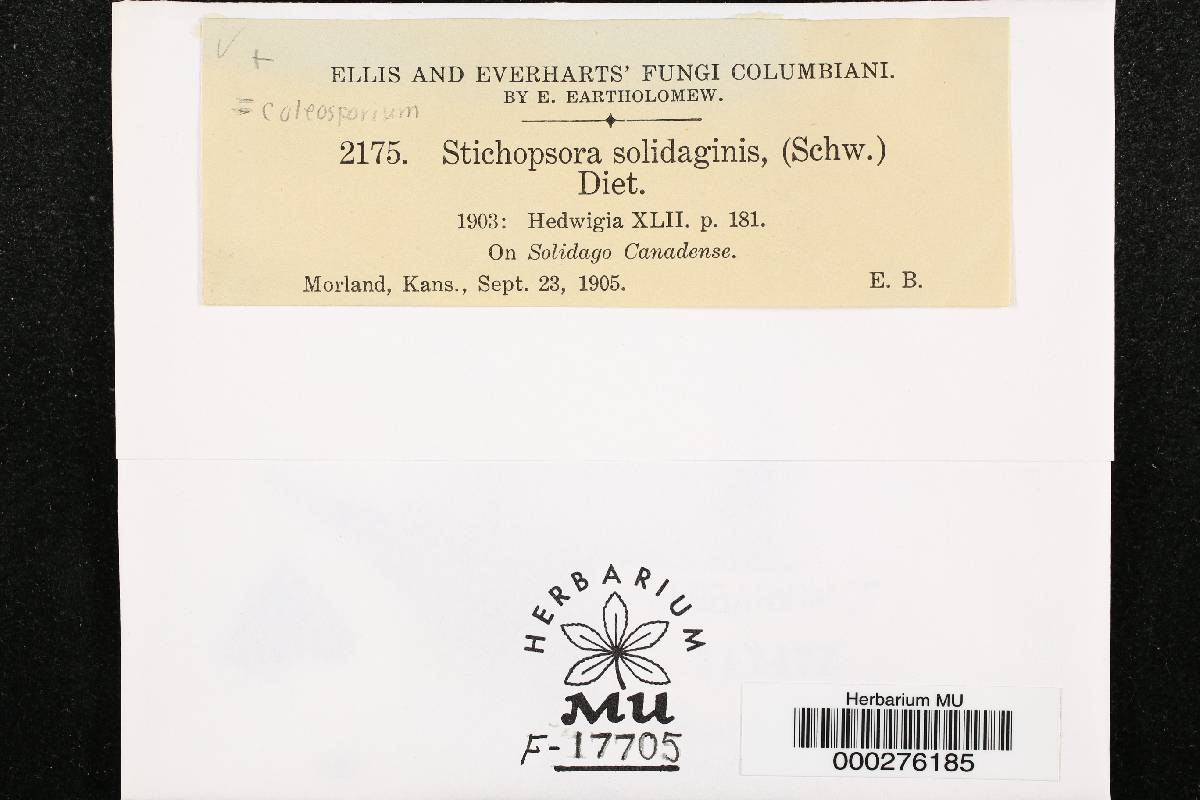 V +
ELLIS AND EVERHARTS' FUNGI COLUMBIANI.
BY E. EARTHOLOMEW.
= Coleosporium
2175. Stichopsora solidaginis, (Schw.)
Diet.
1903: Hedwigia XLII. p. 181.
On Solidago Canadense.
Morland, Kans., Sept. 23, 1905. E. B.
HERBARIUM
MU
F-17705
Herbarium MU
000276185